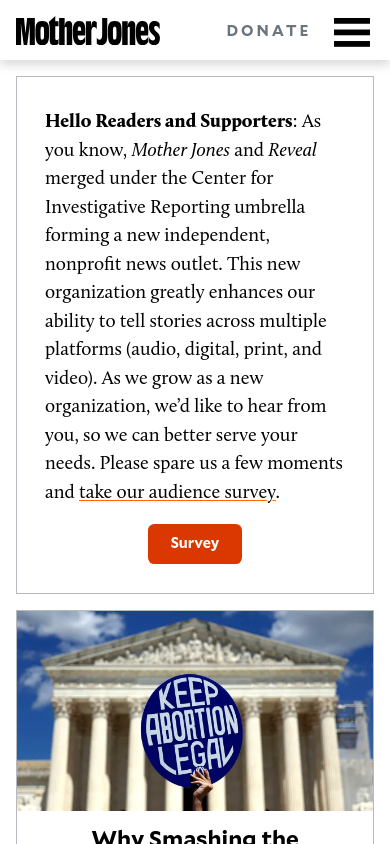 Mother Jones
DONATE
Hello Readers and Supporters: As
you know, Mother Jones and Reveal
merged under the Center for
Investigative Reporting umbrella
forming a new independent,
nonprofit news outlet. This new
organization greatly enhances our
ability to tell stories across multiple
platforms (audio, digital, print, and
video). As we grow as a new
organization, we’d like to hear from
you, so we can better serve your
needs. Please spare us a few moments
and take our audience survey.
Survey
KEEP
ABORTION
LEGAL
Why Smashing the